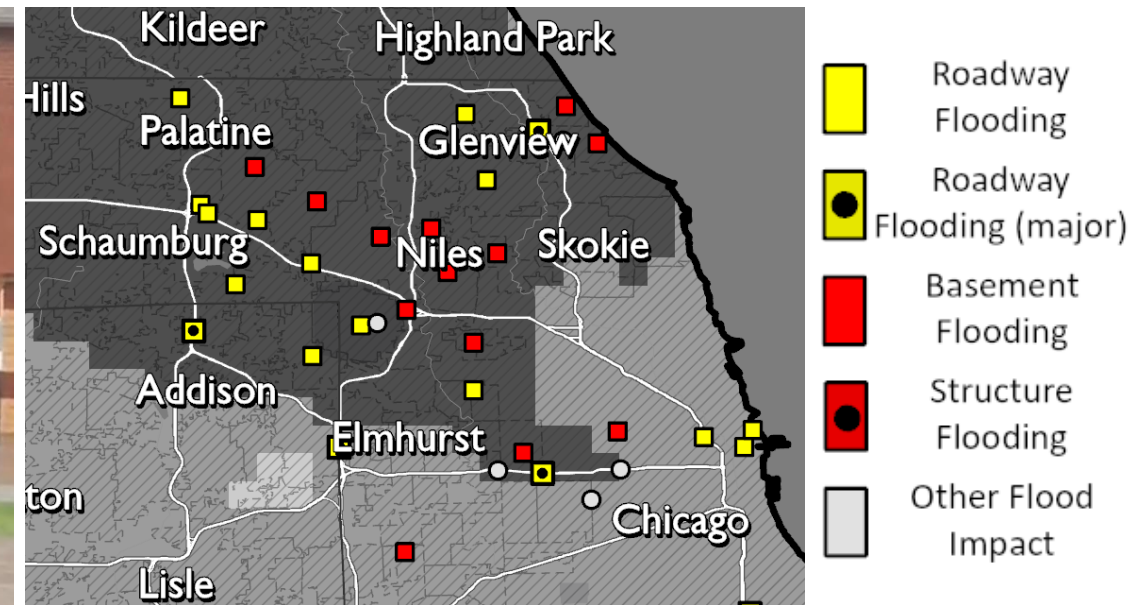 Kildeer
Highland Park
Hills
Palatine
Glenview
Schaumburg
Niles
Skokie
Addison
Elmhurst
ton
Chicago
Lisle
Roadway
Flooding
Roadway
Flooding (major)
Basement
Flooding
Structure
Flooding
Other Flood
Impact